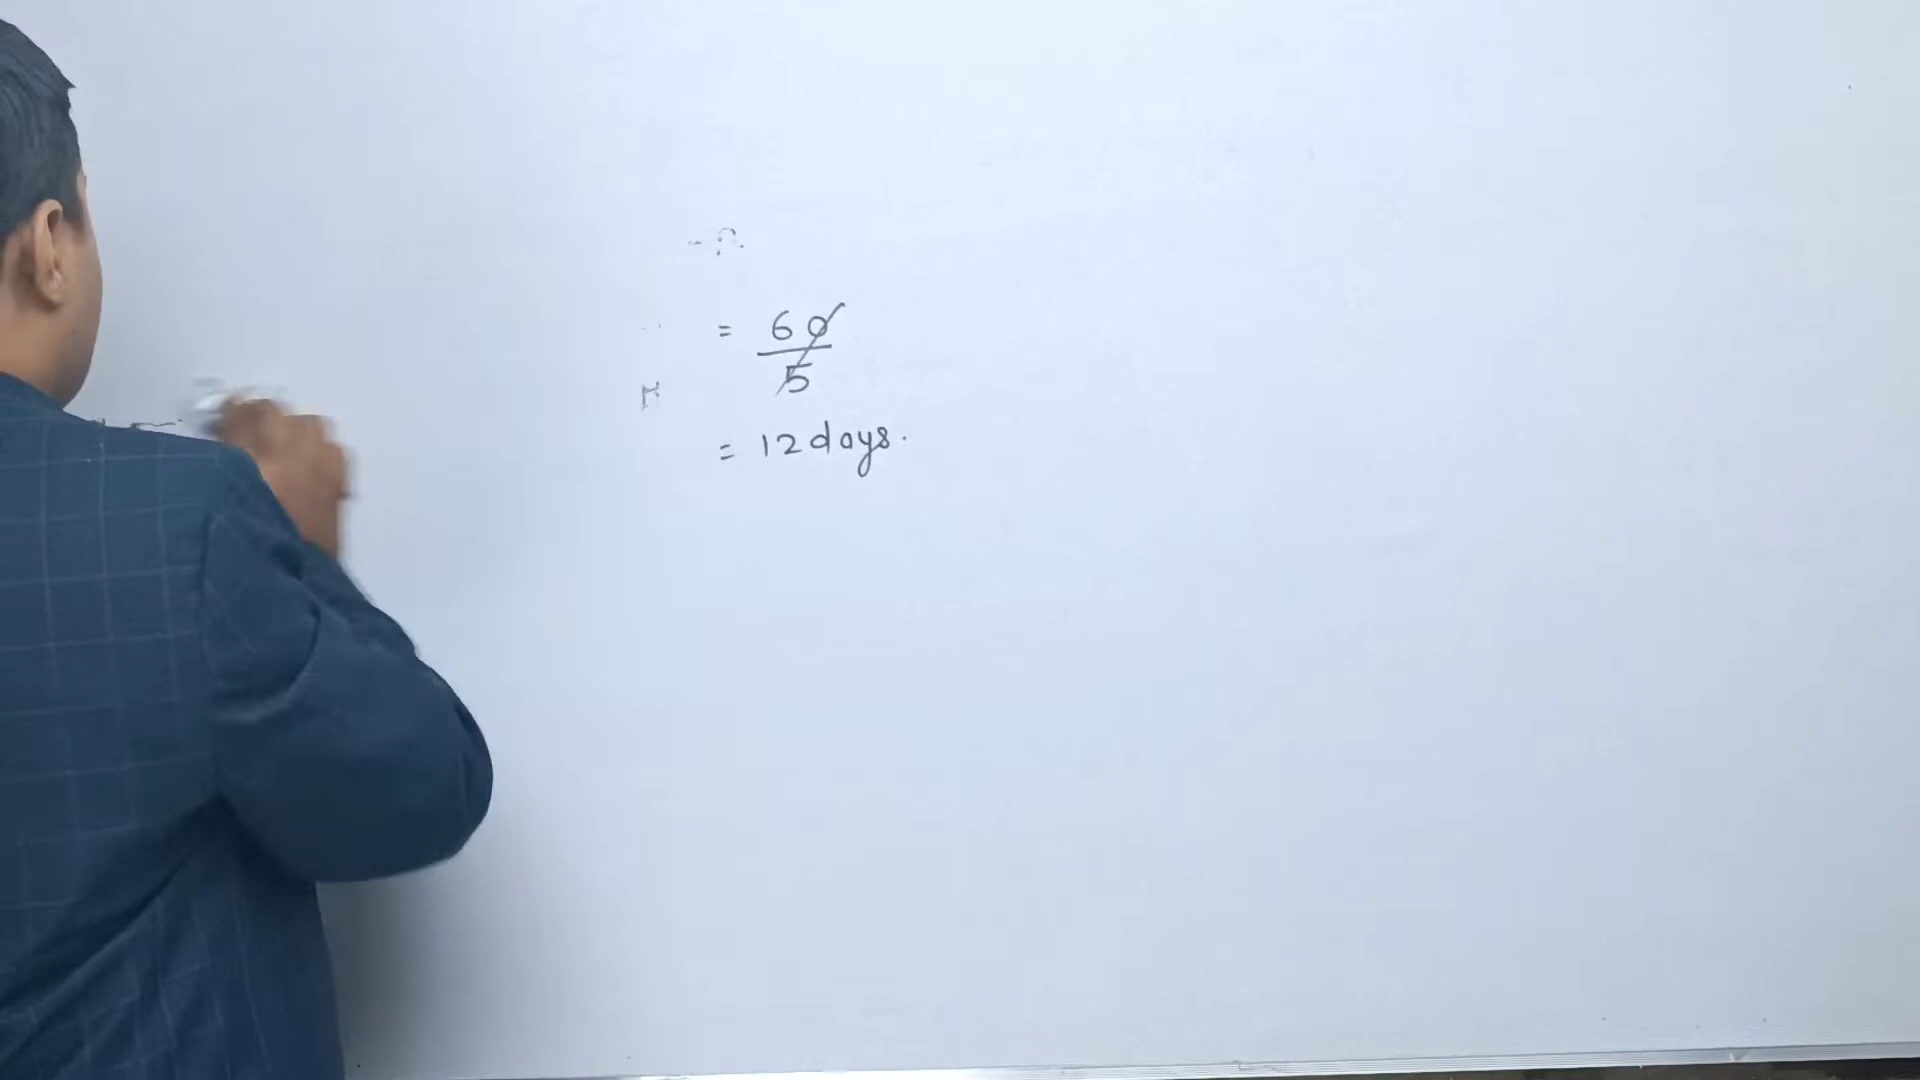 = 60/5
= 12 days.